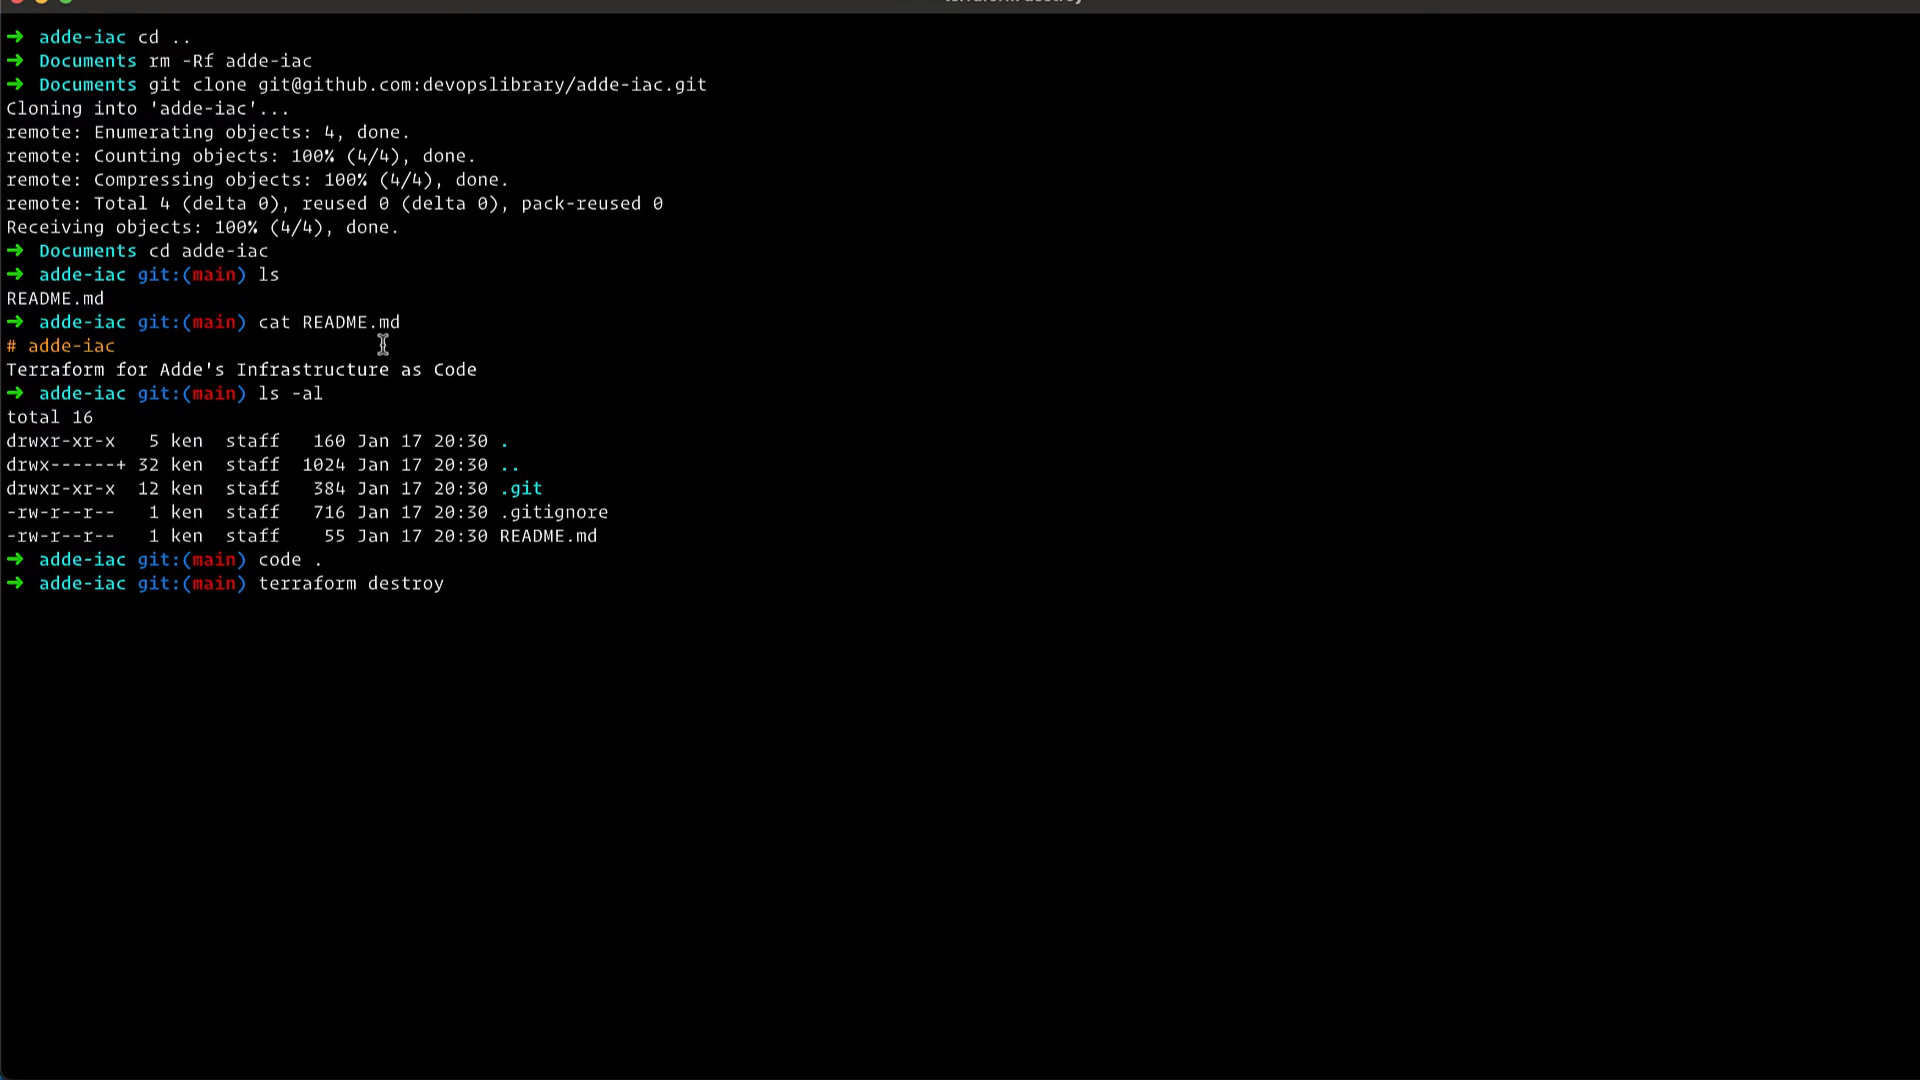 terraform destroy
➜ adde-iac cd ..
➜ Documents rm -Rf adde-iac
➜ Documents git clone git@github.com:devopslibrary/adde-iac.git
Cloning into 'adde-iac'...
remote: Enumerating objects: 4, done.
remote: Counting objects: 100% (4/4), done.
remote: Compressing objects: 100% (4/4), done.
remote: Total 4 (delta 0), reused 0 (delta 0), pack-reused 0
Receiving objects: 100% (4/4), done.
➜ Documents cd adde-iac
➜ adde-iac git:(main) ls
README.md
➜ adde-iac git:(main) cat README.md
# adde-iac
Terraform for Adde's Infrastructure as Code
➜ adde-iac git:(main) ls -al
total 16
drwxr-xr-x   5 ken  staff   160 Jan 17 20:30 .
drwx------+ 32 ken  staff  1024 Jan 17 20:30 ..
drwxr-xr-x  12 ken  staff   384 Jan 17 20:30 .git
-rw-r--r--   1 ken  staff   716 Jan 17 20:30 .gitignore
-rw-r--r--   1 ken  staff    55 Jan 17 20:30 README.md
➜ adde-iac git:(main) code .
➜ adde-iac git:(main) terraform destroy